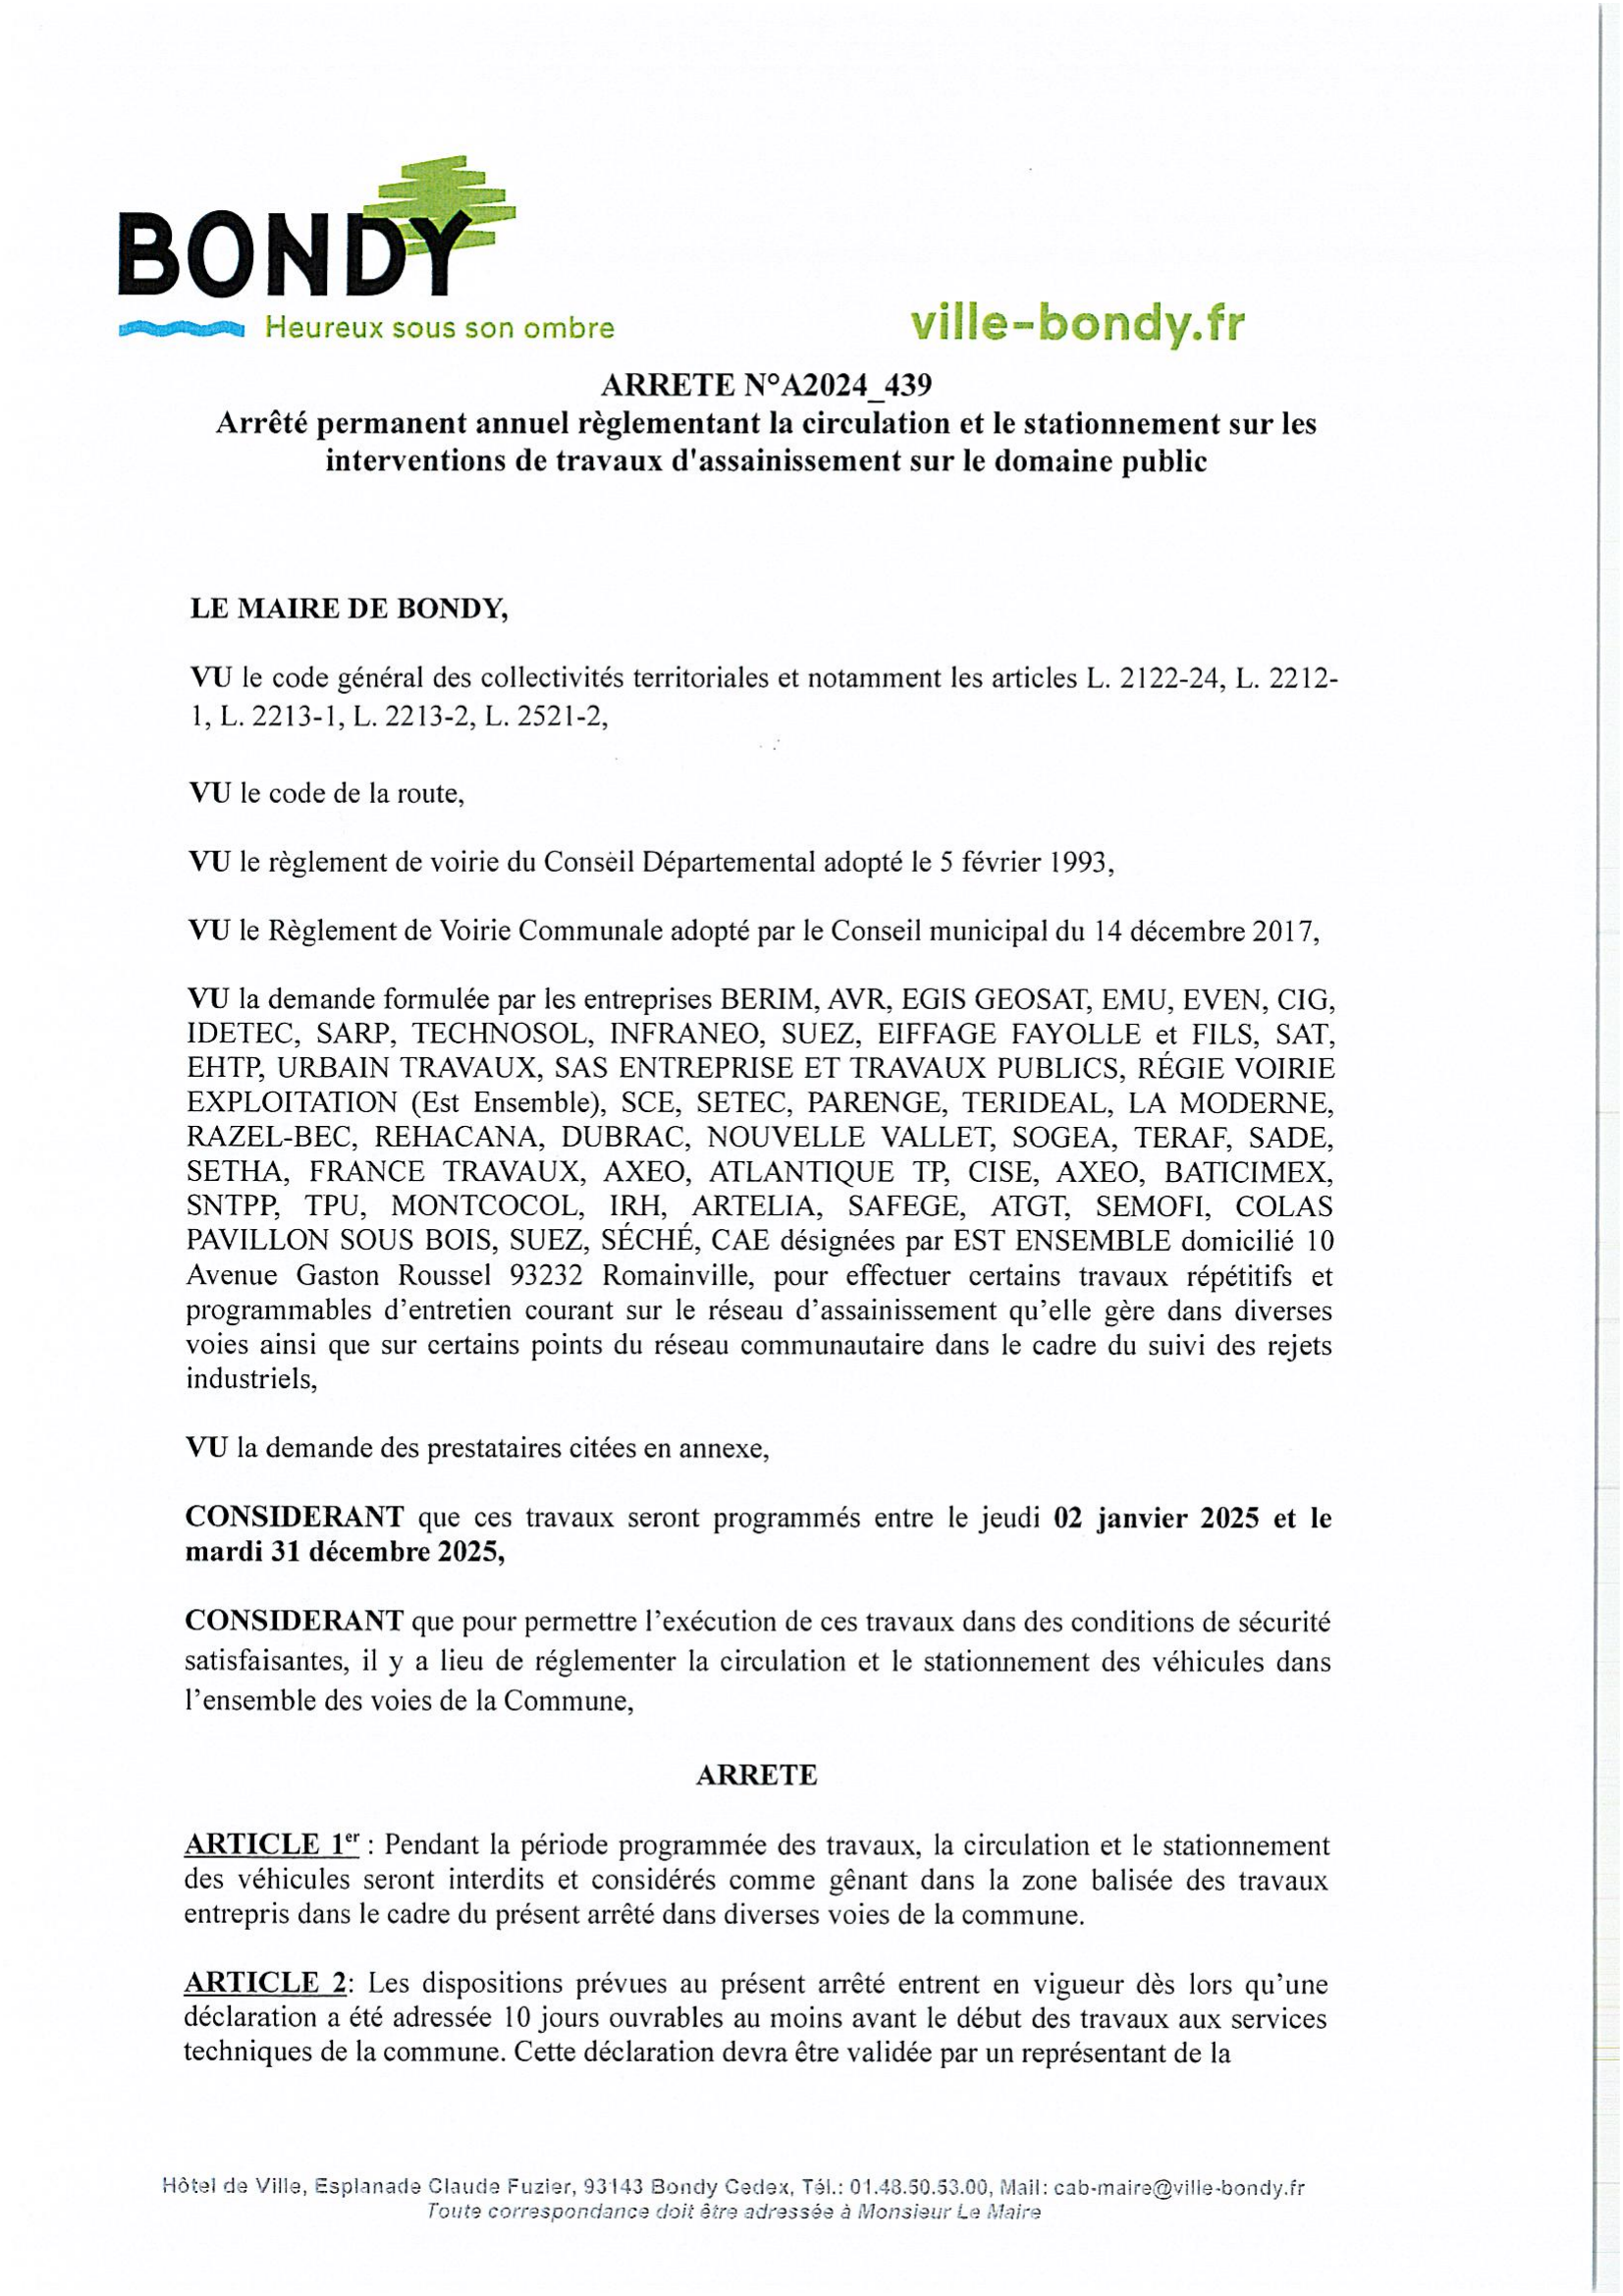 BONDY
Heureux sous son ombre
ville-bondy.fr
ARRETE N°A2024_439
Arrêté permanent annuel règlementant la circulation et le stationnement sur les
interventions de travaux d'assainissement sur le domaine public
LE MAIRE DE BONDY,
VU le code général des collectivités territoriales et notamment les articles L. 2122-24, L. 2212-
1, L. 2213-1, L. 2213-2, L. 2521-2,
VU le code de la route,
VU le règlement de voirie du Conseil Départemental adopté le 5 février 1993,
VU le Règlement de Voirie Communale adopté par le Conseil municipal du 14 décembre 2017,
VU la demande formulée par les entreprises BERIM, AVR, EGIS GEOSAT, EMU, EVEN, CIG,
IDETEC, SARP, TECHNOSOL, INFRANEO, SUEZ, EIFFAGE FAYOLLE et FILS, SAT,
EHTP, URBAIN TRAVAUX, SAS ENTREPRISE ET TRAVAUX PUBLICS, RÉGIE VOIRIE
EXPLOITATION (Est Ensemble), SCE, SETEC, PARENGE, TERIDEAL, LA MODERNE,
RAZEL-BEC, REHACANA, DUBRAC, NOUVELLE VALLET, SOGEA, TERAF, SADE,
SETHA, FRANCE TRAVAUX, AXEO, ATLANTIQUE TP, CISE, AXEO, BATICIMEX,
SNTPP, TPU, MONTCOCOL, IRH, ARTELIA, SAFEGE, ATGT, SEMOFI, COLAS
PAVILLON SOUS BOIS, SUEZ, SÉCHÉ, CAE désignées par EST ENSEMBLE domicilié 10
Avenue Gaston Roussel 93232 Romainville, pour effectuer certains travaux répétitifs et
programmables d’entretien courant sur le réseau d’assainissement qu’elle gère dans diverses
voies ainsi que sur certains points du réseau communautaire dans le cadre du suivi des rejets
industriels,
VU la demande des prestataires citées en annexe,
CONSIDERANT que ces travaux seront programmés entre le jeudi 02 janvier 2025 et le
mardi 31 décembre 2025,
CONSIDERANT que pour permettre l’exécution de ces travaux dans des conditions de sécurité
satisfaisantes, il y a lieu de réglementer la circulation et le stationnement des véhicules dans
l’ensemble des voies de la Commune,
ARRETE
ARTICLE 1er : Pendant la période programmée des travaux, la circulation et le stationnement
des véhicules seront interdits et considérés comme gênant dans la zone balisée des travaux
entrepris dans le cadre du présent arrêté dans diverses voies de la commune.
ARTICLE 2: Les dispositions prévues au présent arrêté entrent en vigueur dès lors qu’une
déclaration a été adressée 10 jours ouvrables au moins avant le début des travaux aux services
techniques de la commune. Cette déclaration devra être validée par un représentant de la
Hôtel de Ville, Esplanade Claude Fuzier, 93143 Bondy Cedex, Tél.: 01.48.50.53.00, Mail: cab-maire@ville-bondy.fr
Toute correspondance doit être adressée à Monsieur Le Maire